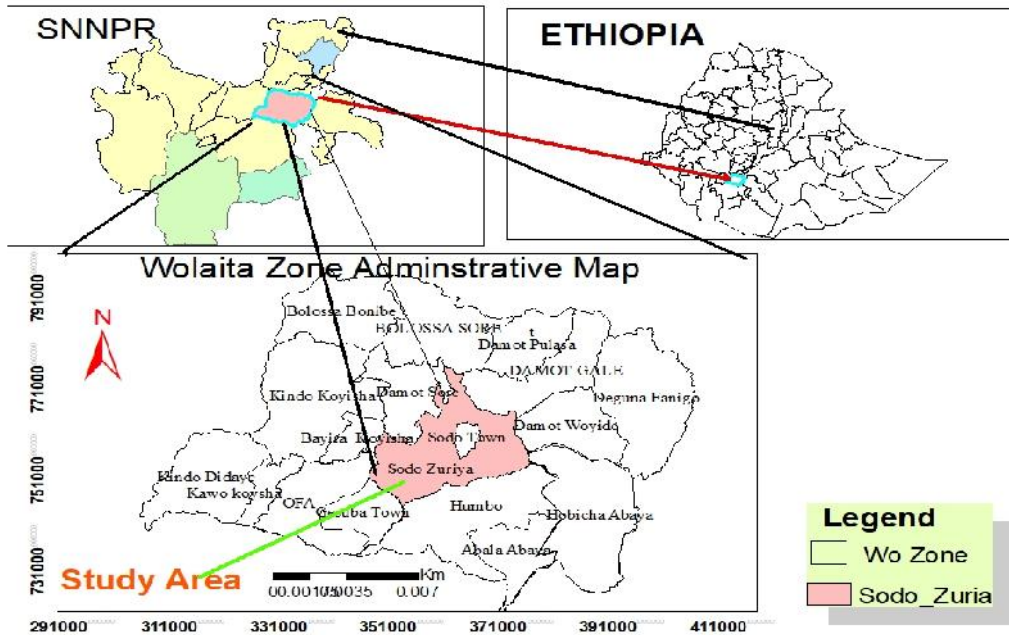 SNNPR
ETHIOPIA
Wolaita Zone Adminstrative Map
N
Bolossa Bonibe
BOLOSSA SORE
t
Damot Pulasa
DAMOT GALE
Kindo Koyisha
Damot Sore
Deguna Fanigo
Bayira Koyisha
Sodo Town
Damot Woyide
Kindo Didaye
Sodo Zuriya
Kawo koysha
OFA
Gesuba Town
Humbo
Hobicha Abaya
Abala Abaya
Study Area
Km
0.007
791000
781000
771000
751000
731000
291000 311000 331000 351000 371000 391000 411000
Legend
Wo Zone
Sodo_Zuria